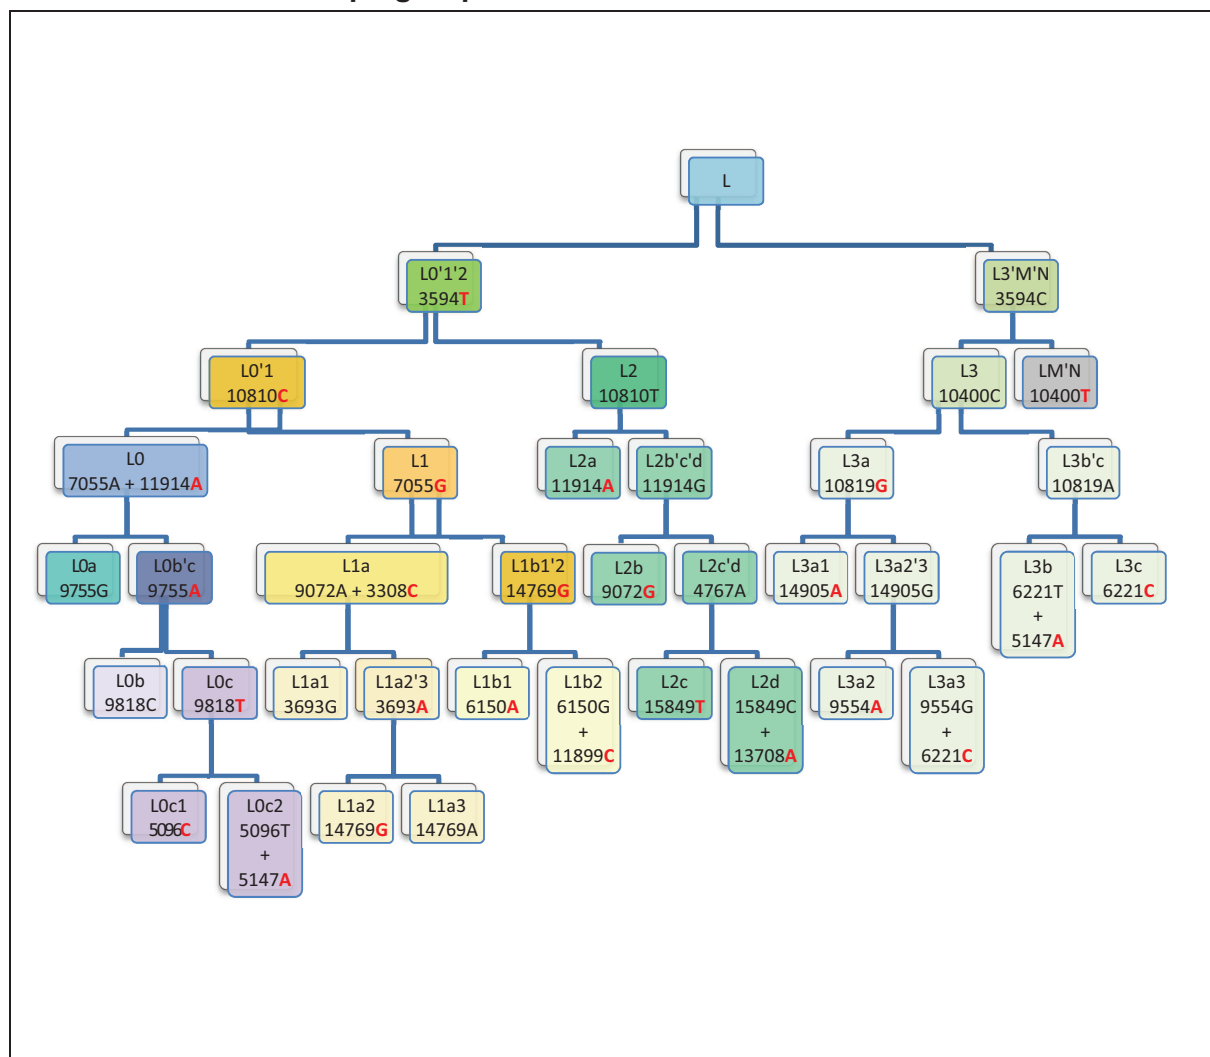 L
L0'1'2
3594T
L3'M'N
3594C
L0'1
10810C
L2
10810T
L3
10400C
LM'N
10400T
L0
7055A + 11914A
L1
7055G
L2a
11914A
L2b'c'd
11914G
L3a
10819G
L3b'c
10819A
L0a
9755G
L0b'c
9755A
L1a
9072A + 3308C
L1b1'2
14769G
L2b
9072G
L2c'd
4767A
L3a1
14905A
L3a2'3
14905G
L3b
6221T
+
5147A
L3c
6221C
L0b
9818C
L0c
9818T
L1a1
3693G
L1a2'3
3693A
L1b1
6150A
L1b2
6150G
+
11899C
L2c
15849T
L2d
15849C
+
13708A
L3a2
9554A
L3a3
9554G
+
6221C
L0c1
5096C
L0c2
5096T
+
5147A
L1a2
14769G
L1a3
14769A